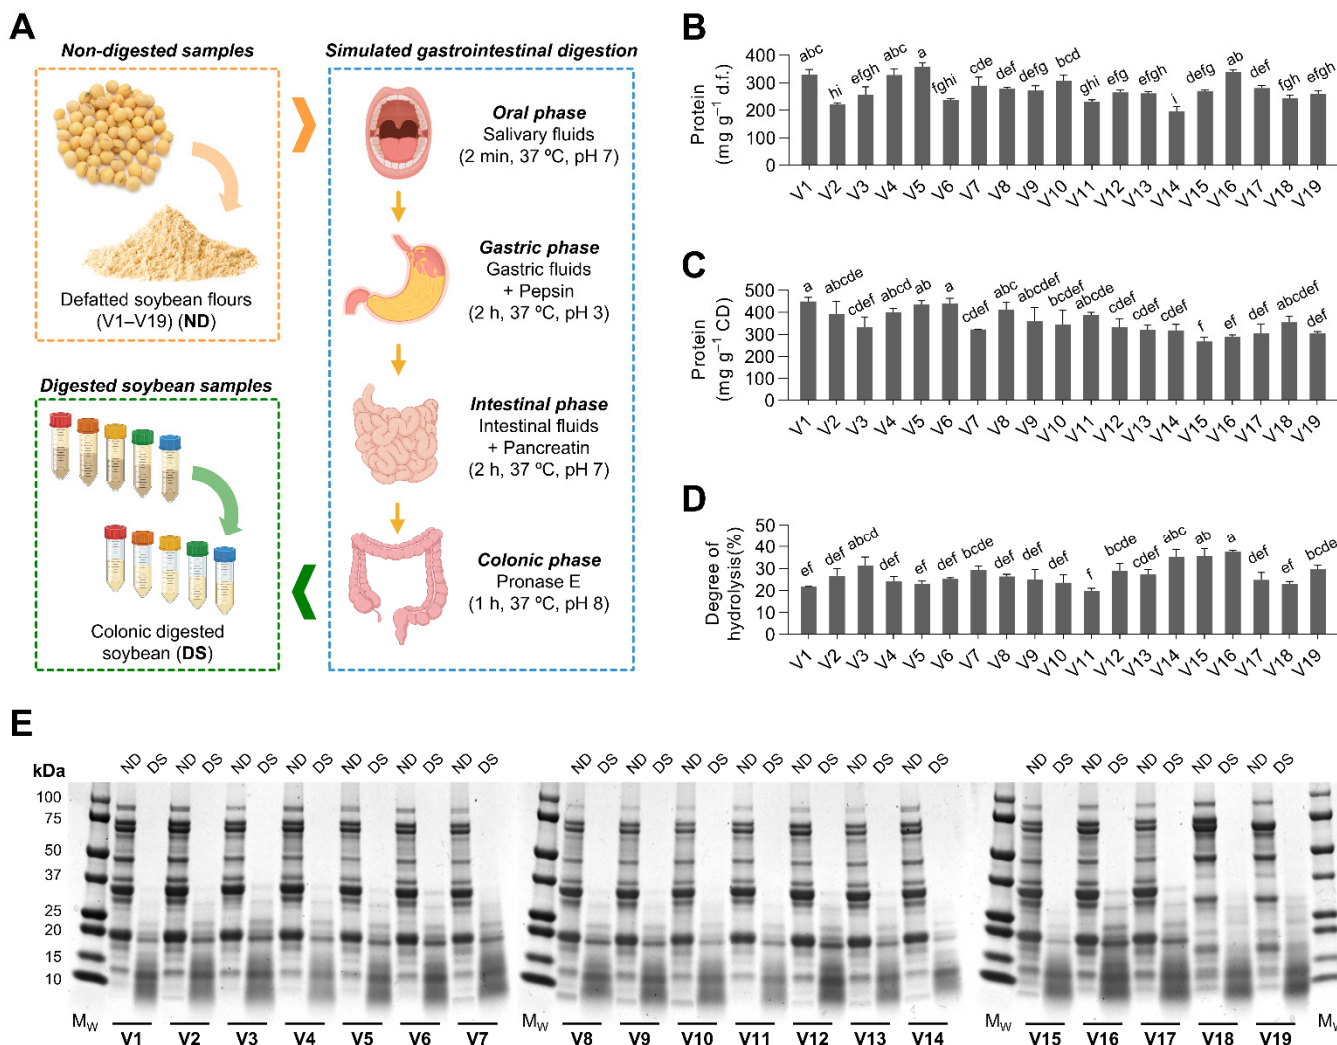 A
Non-digested samples
Defatted soybean flours
(V1–V19) (ND)
Digested soybean samples
Colonic digested
soybean (DS)
Simulated gastrointestinal digestion
Oral phase
Salivary fluids
(2 min, 37 ºC, pH 7)
Gastric phase
Gastric fluids
+ Pepsin
(2 h, 37 ºC, pH 3)
Intestinal phase
Intestinal fluids
+ Pancreatin
(2 h, 37 ºC, pH 7)
Colonic phase
Pronase E
(1 h, 37 ºC, pH 8)
B
Protein
(mg g⁻¹ d.f.)
400
300
200
100
0
abc hi efgh abc a fghi cde def defg bcd ghi efg efgh i defg ab def fgh efgh
V1 V2 V3 V4 V5 V6 V7 V8 V9 V10 V11 V12 V13 V14 V15 V16 V17 V18 V19
C
Protein
(mg g⁻¹ CD)
500
400
300
200
100
0
a abcde cdef abcd ab a cdef abc abcdef bcdef abcde cdef cdef cdef f ef def abcdef def
V1 V2 V3 V4 V5 V6 V7 V8 V9 V10 V11 V12 V13 V14 V15 V16 V17 V18 V19
D
Degree of
hydrolysis(%)
50
40
30
20
10
0
ef def abcd def ef def bcde def def def f bcde cdef abc ab a def ef bcde
V1 V2 V3 V4 V5 V6 V7 V8 V9 V10 V11 V12 V13 V14 V15 V16 V17 V18 V19
E
kDa
ND DS ND DS ND DS ND DS ND DS ND DS ND DS ND DS ND DS ND DS ND DS ND DS ND DS ND DS ND DS ND DS ND DS ND DS ND DS
100
75
50
37
25
20
15
10
MW V1 V2 V3 V4 V5 V6 V7 MW V8 V9 V10 V11 V12 V13 V14 MW V15 V16 V17 V18 V19 MW